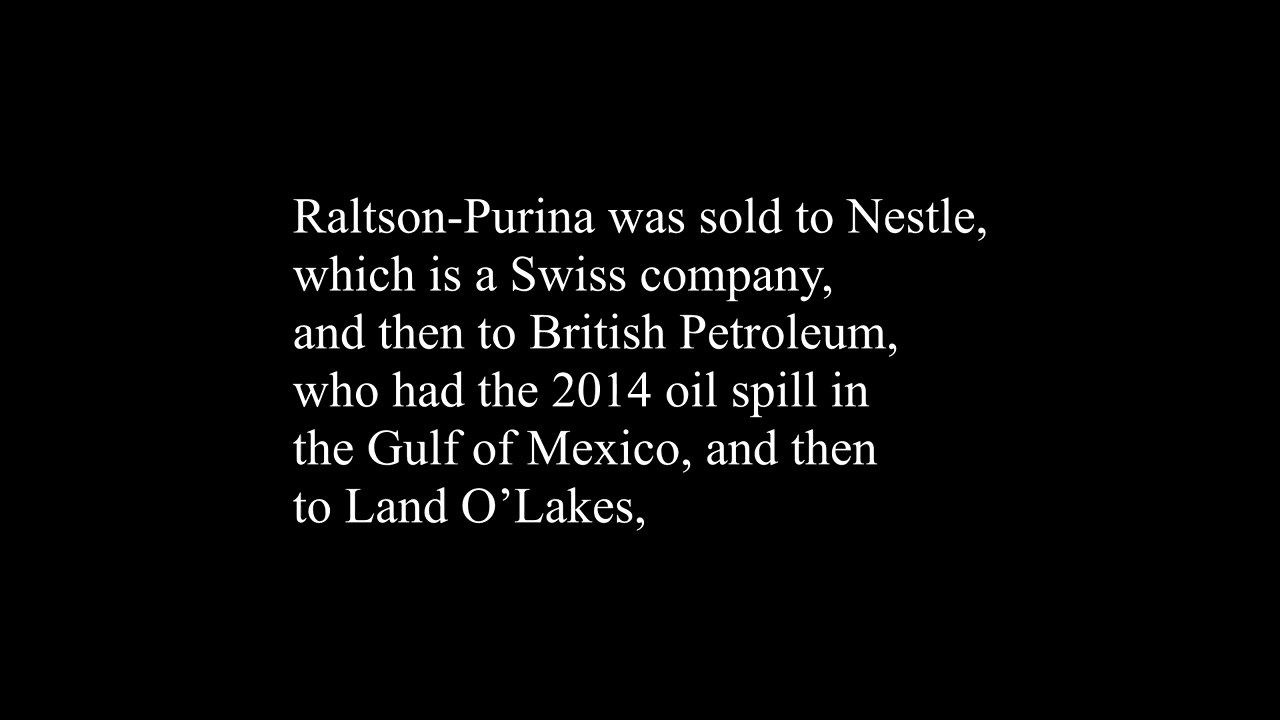 Raltson-Purina was sold to Nestle,
which is a Swiss company,
and then to British Petroleum,
who had the 2014 oil spill in
the Gulf of Mexico, and then
to Land O’Lakes,